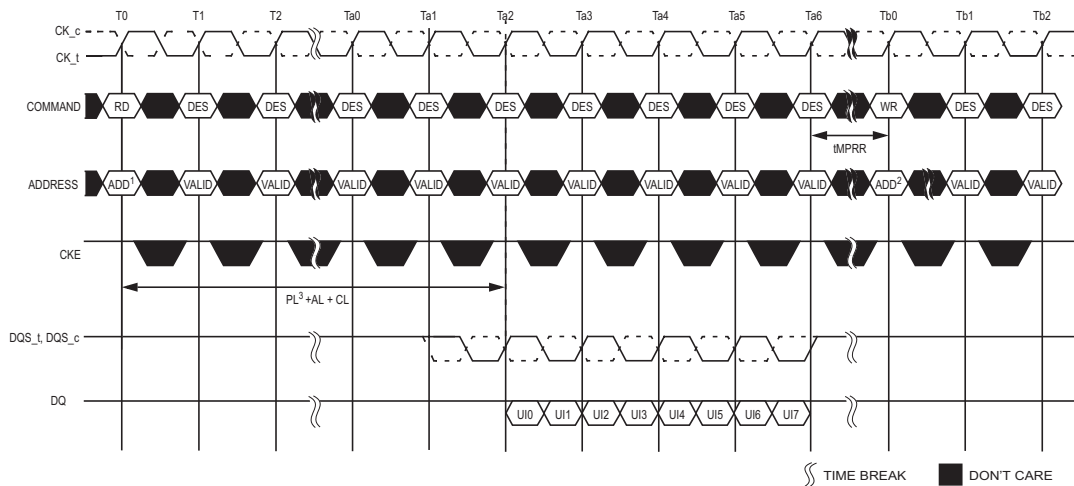 T0 T1 T2 Ta0 Ta1 Ta2 Ta3 Ta4 Ta5 Ta6 Tb0 Tb1 Tb2
CK_c
CK_t
COMMAND RD DES DES DES DES DES DES DES DES DES WR DES DES
tMPRR
ADDRESS ADD1 VALID VALID VALID VALID VALID VALID VALID VALID VALID ADD2 VALID VALID
CKE
PL3 +AL + CL
DQS_t, DQS_c
DQ UI0 UI1 UI2 UI3 UI4 UI5 UI6 UI7
TIME BREAK DON'T CARE